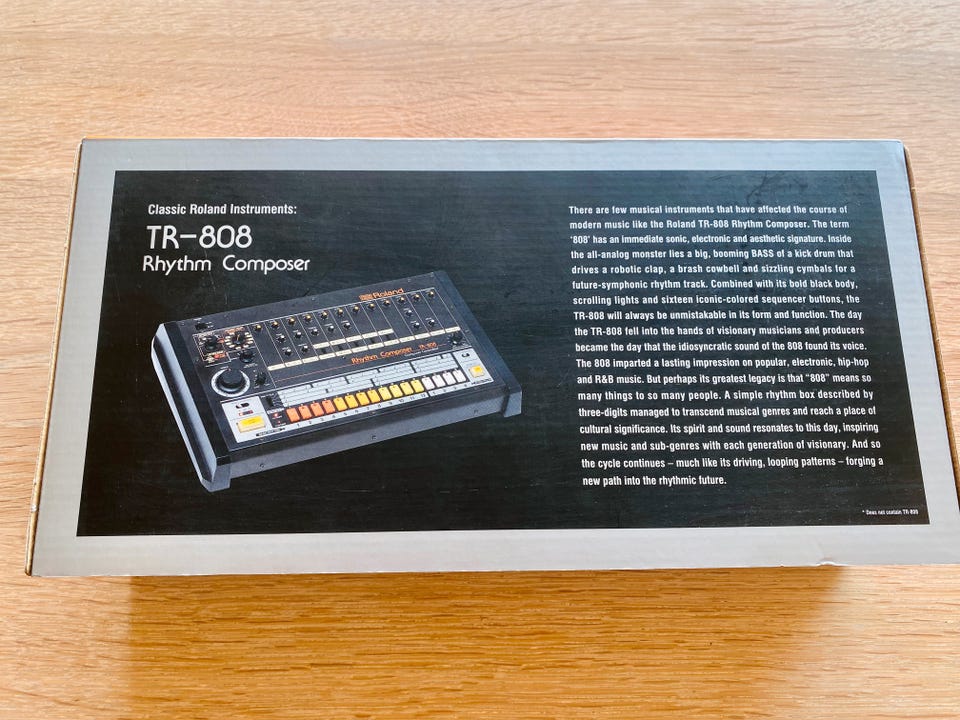 Classic Roland Instruments:
TR-808
Rhythm Composer
Roland
Rhythm Composer TR-808
There are few musical instruments that have affected the course of
modern music like the Roland TR-808 Rhythm Composer. The term
'808' has an immediate sonic, electronic and aesthetic signature. Inside
the all-analog monster lies a big, booming BASS of a kick drum that
drives a robotic clap, a brash cowbell and sizzling cymbals for a
future-symphonic rhythm track. Combined with its bold black body,
scrolling lights and sixteen iconic-colored sequencer buttons, the
TR-808 will always be unmistakable in its form and function. The day
the TR-808 fell into the hands of visionary musicians and producers
became the day that the idiosyncratic sound of the 808 found its voice.
The 808 imparted a lasting impression on popular, electronic, hip-hop
and R&B music. But perhaps its greatest legacy is that "808" means so
many things to so many people. A simple rhythm box described by
three-digits managed to transcend musical genres and reach a place of
cultural significance. Its spirit and sound resonates to this day, inspiring
new music and sub-genres with each generation of visionary. And so
the cycle continues – much like its driving, looping patterns – forging a
new path into the rhythmic future.
* Does not contain TR-808